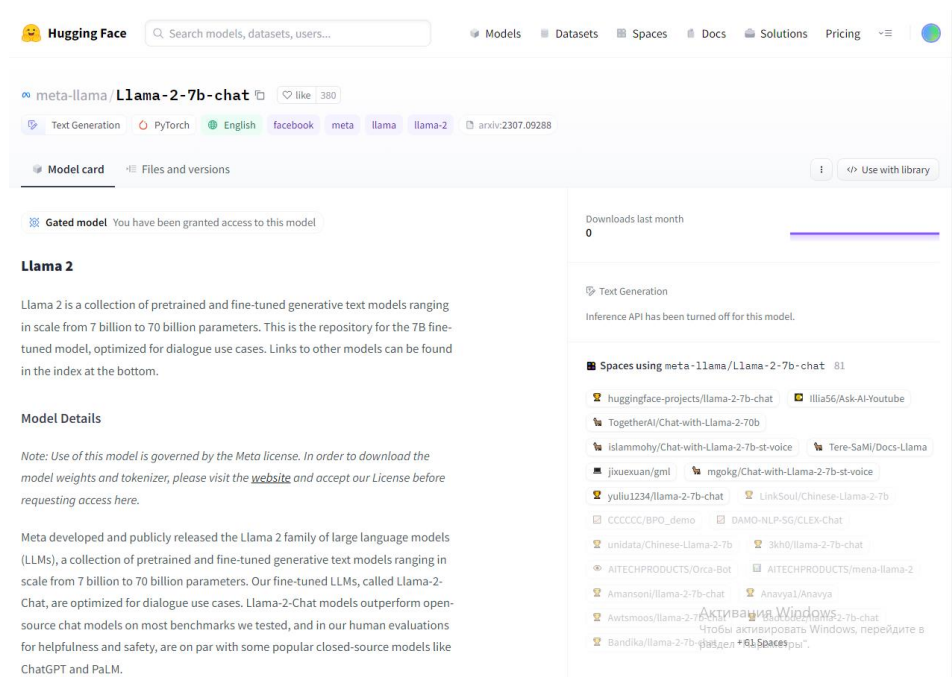 Hugging Face
Search models, datasets, users...
Models
Datasets
Spaces
Docs
Solutions
Pricing
meta-llama/Llama-2-7b-chat
like 380
Text Generation
PyTorch
English
facebook
meta
llama
llama-2
arxiv:2307.09288
Model card
Files and versions
Use with library
Gated model You have been granted access to this model
Llama 2
Llama 2 is a collection of pretrained and fine-tuned generative text models ranging
in scale from 7 billion to 70 billion parameters. This is the repository for the 7B fine-
tuned model, optimized for dialogue use cases. Links to other models can be found
in the index at the bottom.
Model Details
Note: Use of this model is governed by the Meta license. In order to download the
model weights and tokenizer, please visit the website and accept our License before
requesting access here.
Meta developed and publicly released the Llama 2 family of large language models
(LLMs), a collection of pretrained and fine-tuned generative text models ranging in
scale from 7 billion to 70 billion parameters. Our fine-tuned LLMs, called Llama-2-
Chat, are optimized for dialogue use cases. Llama-2-Chat models outperform open-
source chat models on most benchmarks we tested, and in our human evaluations
for helpfulness and safety, are on par with some popular closed-source models like
ChatGPT and PaLM.
Downloads last month
0
Text Generation
Inference API has been turned off for this model.
Spaces using meta-llama/Llama-2-7b-chat 81
huggingface-projects/llama-2-7b-chat
Illia56/Ask-AI-Youtube
TogetherAI/Chat-with-Llama-2-70b
islammohy/Chat-with-Llama-2-7b-st-voice
Tere-SaMi/Docs-Llama
jixuexuan/gml
mgokg/Chat-with-Llama-2-7b-st-voice
yuliu1234/llama-2-7b-chat
LinkSoul/Chinese-Llama-2-7b
CCCCCC/BPO_demo
DAMO-NLP-SG/CLEX-Chat
unidata/Chinese-Llama-2-7b
3kh0/llama-2-7b-chat
AITECHPRODUCTS/Orca-Bot
AITECHPRODUCTS/mena-llama-2
Amansoni/llama-2-7b-chat
Anavya1/Anavya
Awtsmoos/llama-2-7b-chat
Bandika/llama-2-7b-chat
+ 61 Spaces
Активация Windows
Чтобы активировать Windows, перейдите в
раздел "Параметры".